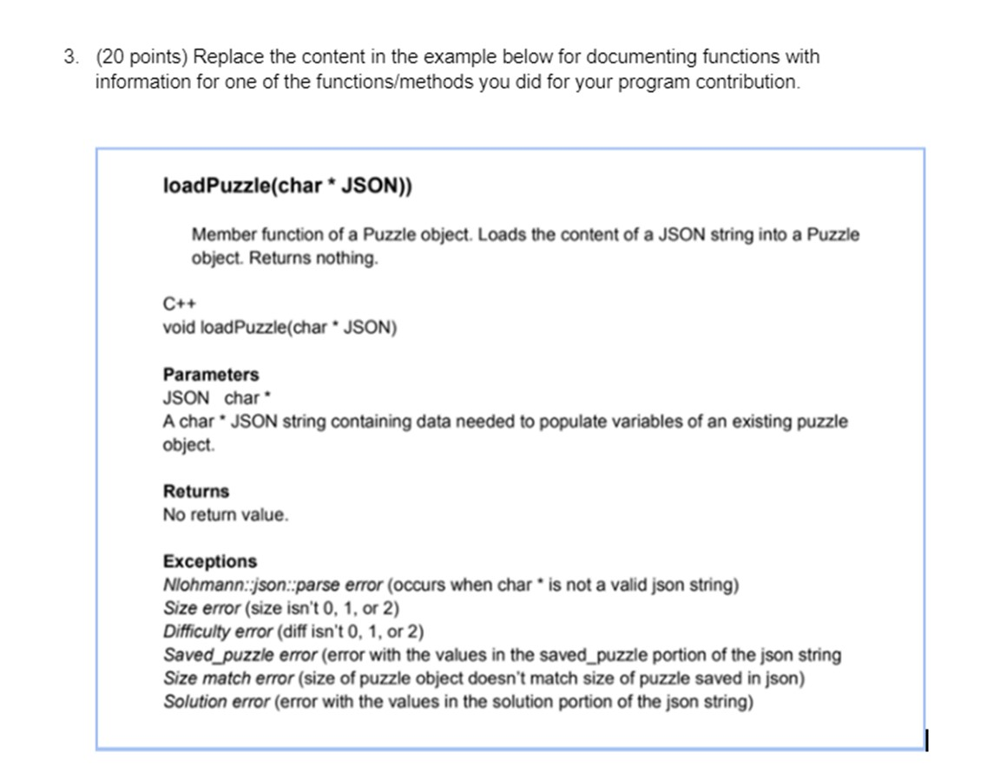 3. (20 points) Replace the content in the example below for documenting functions with
information for one of the functions/methods you did for your program contribution.
loadPuzzle(char * JSON))
Member function of a Puzzle object. Loads the content of a JSON string into a Puzzle
object. Returns nothing.
C++
void loadPuzzle(char * JSON)
Parameters
JSON char *
A char * JSON string containing data needed to populate variables of an existing puzzle
object.
Returns
No return value.
Exceptions
Nlohmann::json::parse error (occurs when char * is not a valid json string)
Size error (size isn't 0, 1, or 2)
Difficulty error (diff isn't 0, 1, or 2)
Saved_puzzle error (error with the values in the saved_puzzle portion of the json string
Size match error (size of puzzle object doesn't match size of puzzle saved in json)
Solution error (error with the values in the solution portion of the json string)